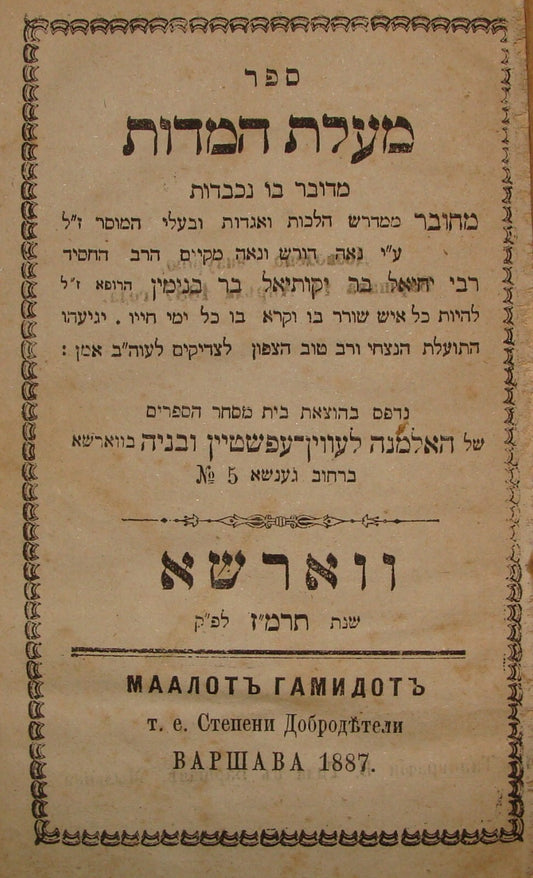 ספר
מעלת המדות
מדובר בו נכבדות
מחובר ממדרש הלכות ואגדות ובעלי המוסר ז"ל
ע"י נאה דורש ונאה מקיים הרב החסיד
רבי יחיאל בר יקותיאל בר בנימין הרופא ז"ל
להיות כל איש שורר בו וקרא בו כל ימי חייו . יגיעהו
התועלת הנצחי ורב טוב הצפון לצדיקים לעוה"ב אמן :
נדפס בהוצאת בית מסחר הספרים
של האלמנה לעווין־עפשטיין ובניה בווארשא
ברחוב גענשא 5 №
ווארשא
שנת תרמ"ז לפ"ק
МААЛОТЪ ГАМИДОТЪ
т. е. Степени Добродѣтели
ВАРШАВА 1887.